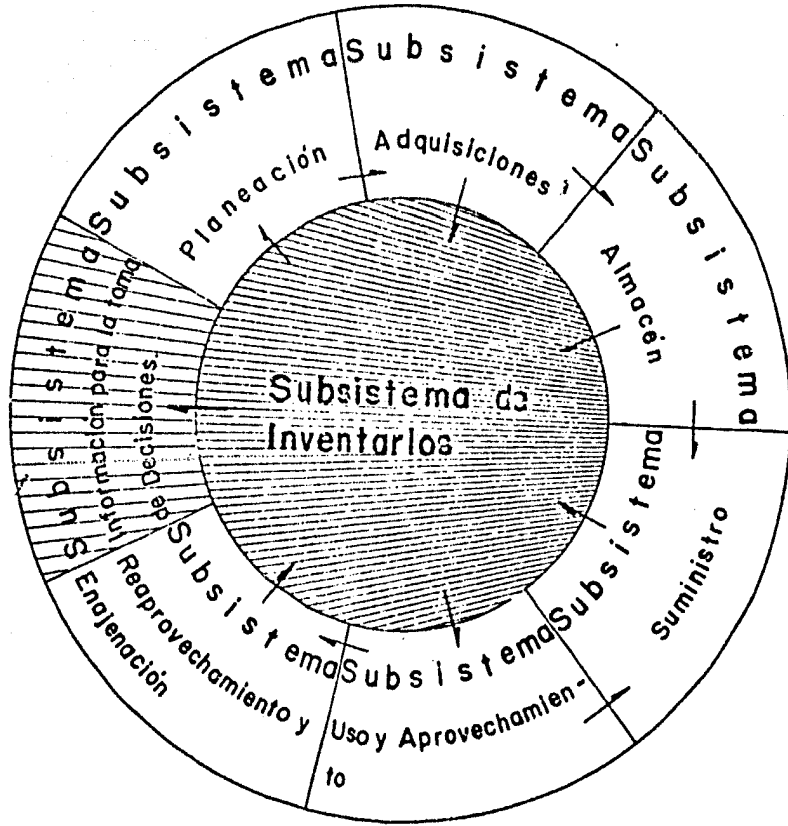 Subsistema
Planeación
Subsistema
Adquisiciones
Subsistema
Almacén
Subsistema
Suministro
Subsistema
Uso y Aprovechamien-
to
Subsistema
Reaprovechamiento y
Enajenación
Subsistema
Información para la toma
de Decisiones.
Subsistema de
Inventarios